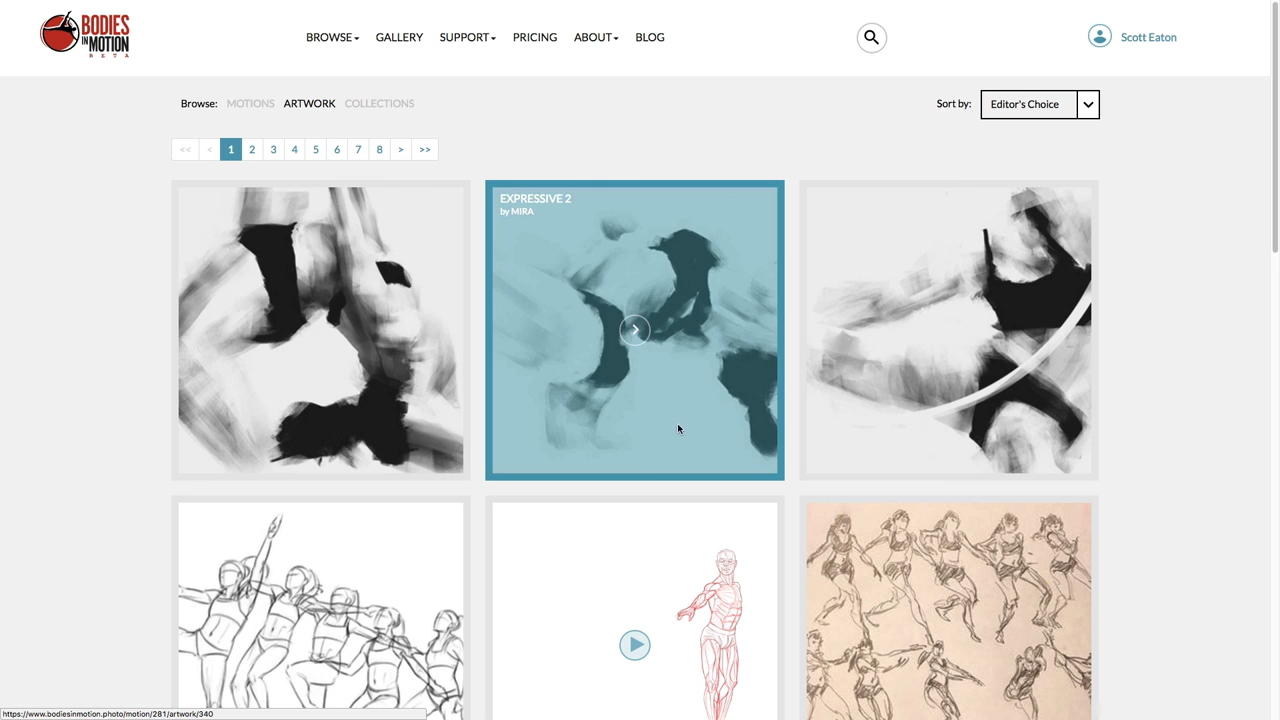 BODIES
IN MOTION
BETA
BROWSE GALLERY SUPPORT PRICING ABOUT BLOG
Scott Eaton
Browse: MOTIONS ARTWORK COLLECTIONS
Sort by: Editor's Choice
<< < 1 2 3 4 5 6 7 8 > >>
EXPRESSIVE 2
by MIRA
https://www.bodiesinmotion.photo/motion/281/artwork/340